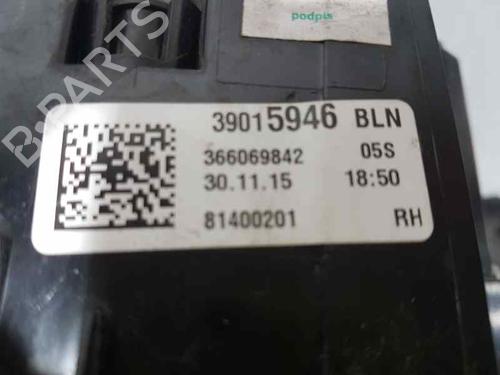 podpis
39015946 BLN
366069842 05S
30.11.15 18:50
81400201 RH
B-PARTS